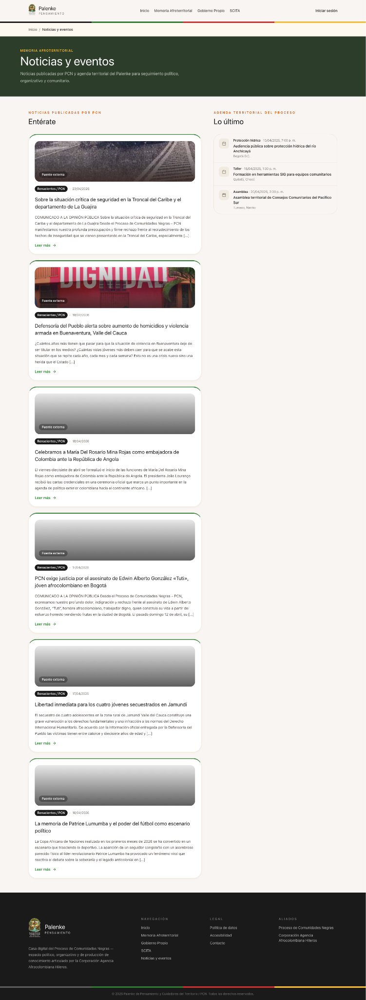 Palenke
PENSAMIENTO
Inicio
Memoria Afroterritorial
Gobierno Propio
SCITA
Iniciar sesión
Inicio / Noticias y eventos
MEMORIA AFROTERRITORIAL
Noticias y eventos
Noticias publicadas por PCN y agenda territorial del Palenke para seguimiento político,
organizativo y comunitario.
NOTICIAS PUBLICADAS POR PCN
Entérate
Fuente externa
Renacientes / PCN · 20/04/2026
Sobre la situación crítica de seguridad en la Troncal del Caribe y el
departamento de La Guajira
COMUNICADO A LA OPINIÓN PÚBLICA Sobre la situación crítica de seguridad en la Troncal del
Caribe y el departamento de La Guajira Desde el Proceso de Comunidades Negras – PCN
manifestamos nuestra profunda preocupación y firme rechazo frente al recrudecimiento de los
hechos de inseguridad que se vienen presentando en la Troncal del Caribe, especialmente [...]
Leer más →
DIGNIDAD
Fuente externa
Renacientes / PCN · 19/04/2026
Defensoría del Pueblo alerta sobre aumento de homicidios y violencia
armada en Buenaventura, Valle del Cauca
¿Cuántos años más tienen que pasar para que la situación de violencia en Buenaventura deje de
ser titular en los medios? ¿Cuántas vidas jóvenes más deben caer para que se acabe esta
situación que se repite cada año, cada mes y cada semana? Esta no es una crisis nueva sino una
herida que el Estado [...]
Leer más →
Fuente externa
Renacientes / PCN · 18/04/2026
Celebramos a María Del Rosario Mina Rojas como embajadora de
Colombia ante la República de Angola
El viernes diecisiete de abril se formalizó el inicio de las funciones de María Del Rosario Mina
Rojas como embajadora de Colombia ante la República de Angola. El presidente João Lourenço
recibió las cartas credenciales en una ceremonia oficial que marca un punto importante en la
agenda de política exterior colombiana hacia el continente africano. [...]
Leer más →
Fuente externa
Renacientes / PCN · 17/04/2026
PCN exige justicia por el asesinato de Edwin Alberto González «Tuti»,
jóven afrocolombiano en Bogotá
COMUNICADO A LA OPINIÓN PÚBLICA Desde el Proceso de Comunidades Negras – PCN,
expresamos nuestro profundo dolor, indignación y rechazo frente al asesinato de Edwin Alberto
González, “Tuti”, hombre afrocolombiano, trabajador digno, quien construía su vida a partir del
esfuerzo honesto vendiendo frutas en la ciudad de Bogotá. El pasado domingo 12 de abril, su [...]
Leer más →
Fuente externa
Renacientes / PCN · 17/04/2026
Libertad inmediata para los cuatro jóvenes secuestrados en Jamundí
El secuestro de cuatro adolescentes en la zona rural de Jamundí Valle del Cauca constituye una
grave vulneración a los derechos fundamentales y una infracción a las normas del Derecho
Internacional Humanitario. De acuerdo con la información oficial entregada por la Defensoría del
Pueblo las víctimas tienen entre catorce y diecisiete años de edad y [...]
Leer más →
Fuente externa
Renacientes / PCN · 16/04/2026
La memoria de Patrice Lumumba y el poder del fútbol como escenario
político
La Copa Africana de Naciones realizada en los primeros meses de 2026 se ha convertido en un
escenario que trasciende lo deportivo. La aparición de un seguidor congoleño con un asombroso
parecido físico al líder revolucionario Patrice Lumumba ha provocado un fenómeno viral que
reactiva el debate sobre la soberanía y el legado anticolonial en [...]
Leer más →
AGENDA TERRITORIAL DEL PROCESO
Lo último
Protección hídrica · 15/04/2026, 7:00 p. m.
Audiencia pública sobre protección hídrica del río
Anchicayá
Bogotá D.C.
Taller · 18/04/2026, 1:30 p. m.
Formación en herramientas SIG para equipos comunitarios
Quibdó, Chocó
Asamblea · 20/04/2026, 2:00 p. m.
Asamblea territorial de Consejos Comunitarios del Pacífico
Sur
Tumaco, Nariño
Palenke
PENSAMIENTO
Casa digital del Proceso de Comunidades Negras —
espacio político, organizativo y de producción de
conocimiento articulado por la Corporación Agencia
Afrocolombiana Hileros.
NAVEGACIÓN
Inicio
Memoria Afroterritorial
Gobierno Propio
SCITA
Noticias y eventos
LEGAL
Política de datos
Accesibilidad
Contacto
ALIADOS
Proceso de Comunidades Negras
Corporación Agencia
Afrocolombiana Hileros
© 2026 Palenke de Pensamiento y Cuidadores del Territorio / PCN. Todos los derechos reservados.